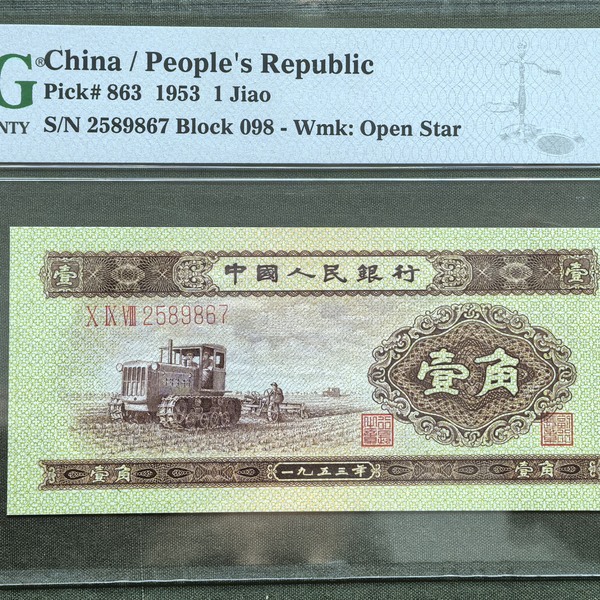 G® China / People's Republic
Pick# 863 1953 1 Jiao
NTY S/N 2589867 Block 098 - Wmk: Open Star
壹 中國人民銀行 壹
X IX VIII 2589867
壹角
壹角 一九五三年 壹角